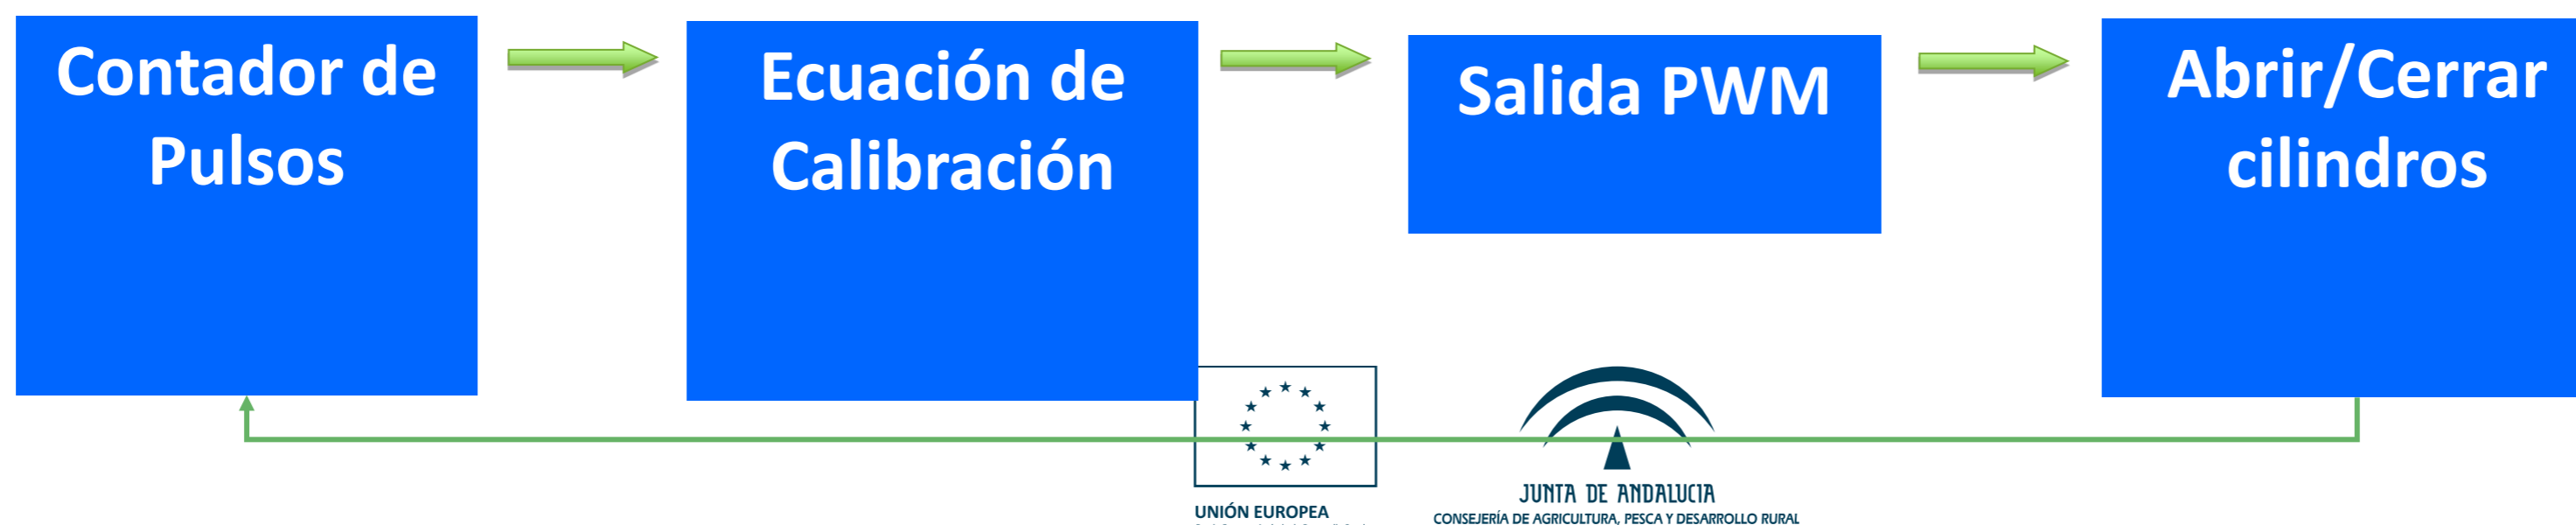 Contador de
Pulsos
Ecuación de
Calibración
Salida PWM
Abrir/Cerrar
cilindros
UNIÓN EUROPEA
JUNTA DE ANDALUCIA
CONSEJERÍA DE AGRICULTURA, PESCA Y DESARROLLO RURAL